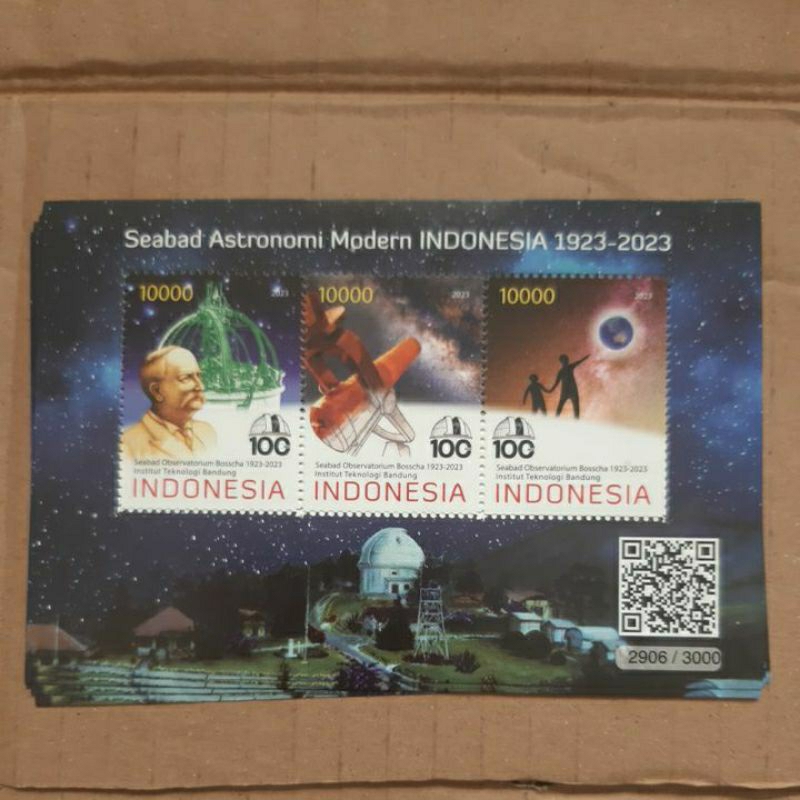 Seabad Astronomi Modern INDONESIA 1923-2023
10000 2023
100
Seabad Observatorium Bosscha 1923-2023
Institut Teknologi Bandung
INDONESIA
10000 2023
100
Seabad Observatorium Bosscha 1923-2023
Institut Teknologi Bandung
INDONESIA
10000 2023
100
Seabad Observatorium Bosscha 1923-2023
Institut Teknologi Bandung
INDONESIA
2906 / 3000